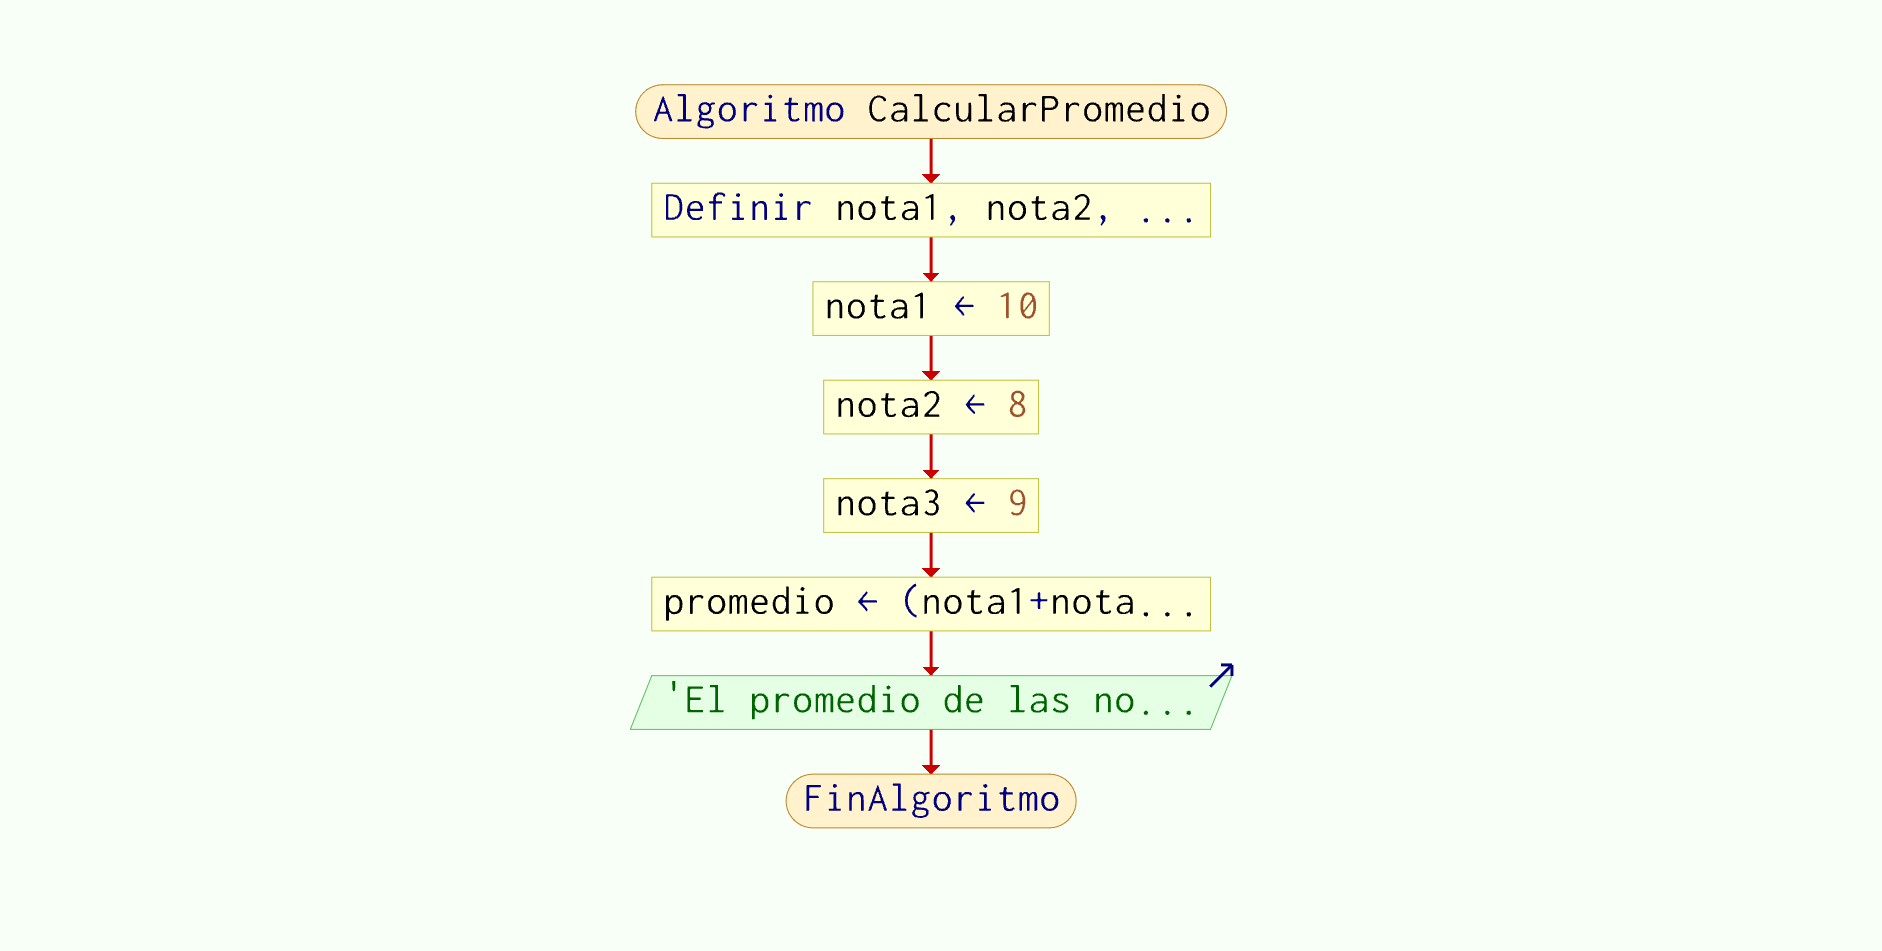 Algoritmo CalcularPromedio
Definir nota1, nota2, ...
nota1 ← 10
nota2 ← 8
nota3 ← 9
promedio ← (nota1+nota...
'El promedio de las no...
FinAlgoritmo